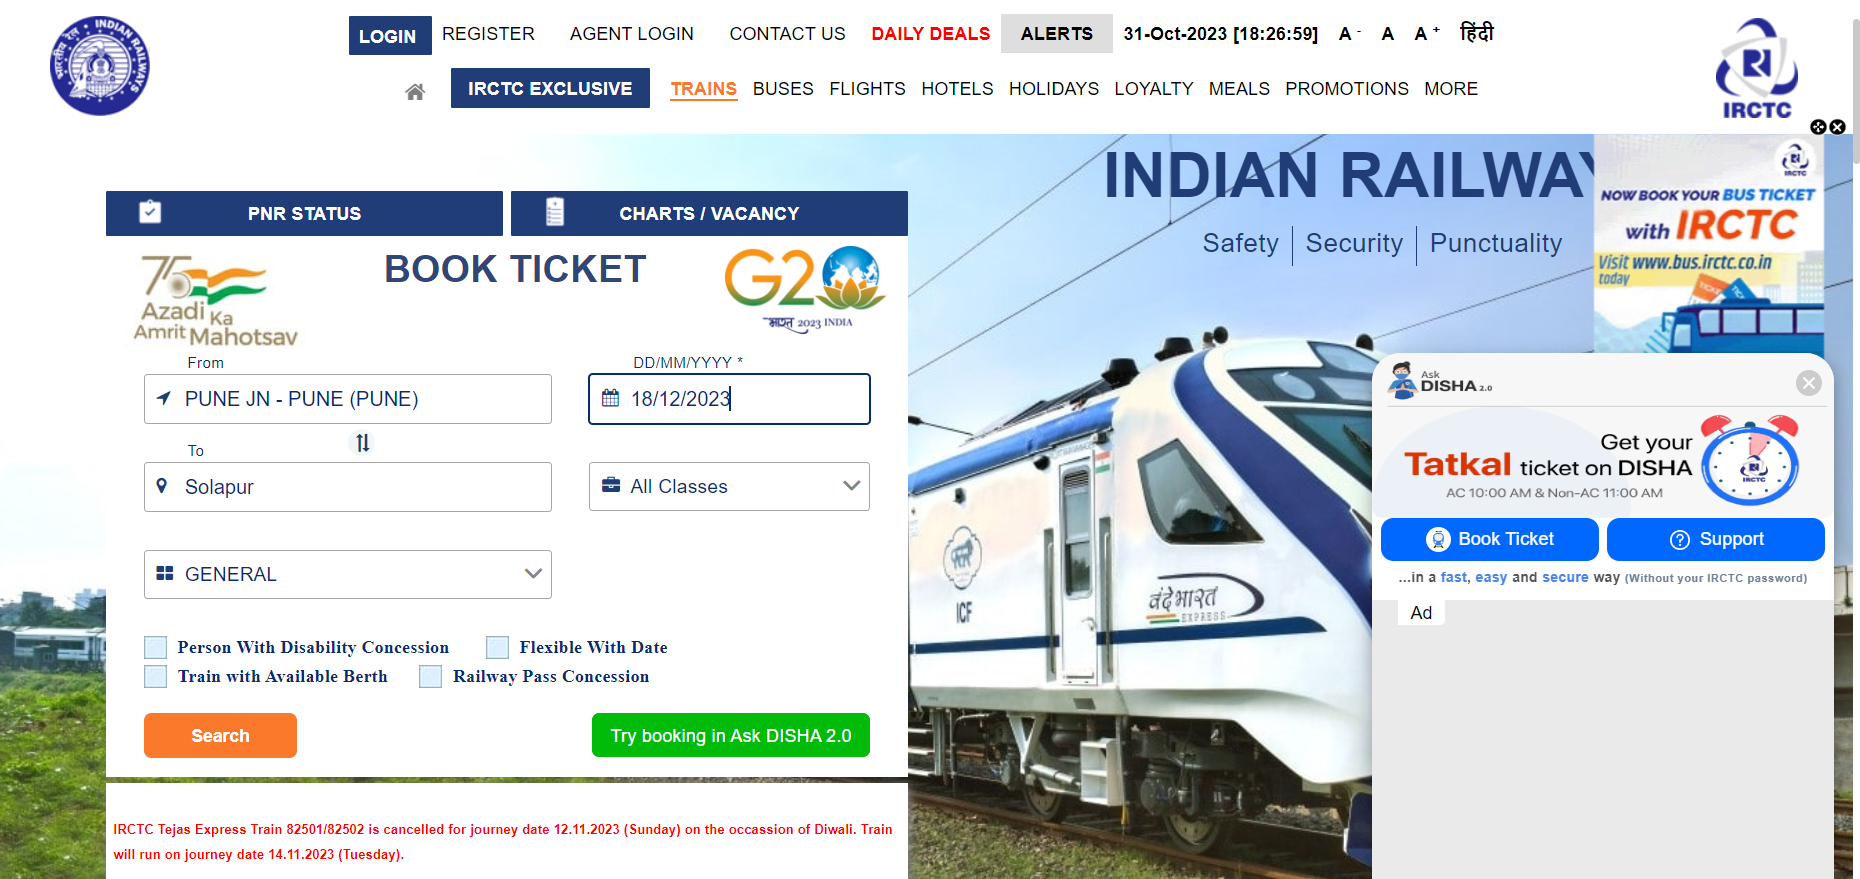 LOGIN REGISTER AGENT LOGIN CONTACT US DAILY DEALS ALERTS 31-Oct-2023 [18:26:59] A - A A + हिंदी
IRCTC EXCLUSIVE TRAINS BUSES FLIGHTS HOTELS HOLIDAYS LOYALTY MEALS PROMOTIONS MORE
INDIAN RAILWAYS
भारतीय रेल
IRCTC
PNR STATUS
CHARTS / VACANCY
75
Azadi Ka
Amrit Mahotsav
BOOK TICKET
G20
भारत 2023 INDIA
From
PUNE JN - PUNE (PUNE)
DD/MM/YYYY *
18/12/2023
To
Solapur
All Classes
GENERAL
Person With Disability Concession
Flexible With Date
Train with Available Berth
Railway Pass Concession
Search
Try booking in Ask DISHA 2.0
IRCTC Tejas Express Train 82501/82502 is cancelled for journey date 12.11.2023 (Sunday) on the occassion of Diwali. Train
will run on journey date 14.11.2023 (Tuesday).
INDIAN RAILWAY
Safety | Security | Punctuality
ICF
वंदे भारत
EXPRESS
IRCTC
NOW BOOK YOUR BUS TICKET
with IRCTC
Visit www.bus.irctc.co.in
today
TICKET
Ask
DISHA 2.0
Get your
Tatkal ticket on DISHA
AC 10:00 AM & Non-AC 11:00 AM
IRCTC
Book Ticket
Support
...in a fast, easy and secure way (Without your IRCTC password)
Ad